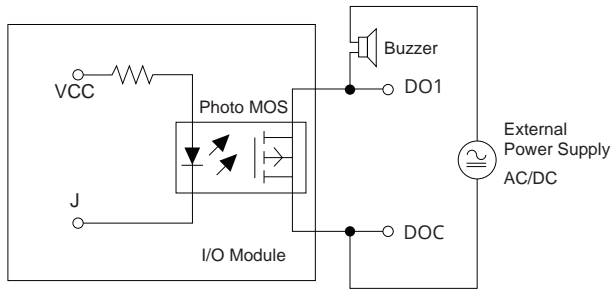 Buzzer
VCC
DO1
Photo MOS
External
Power Supply
AC/DC
J
DOC
I/O Module